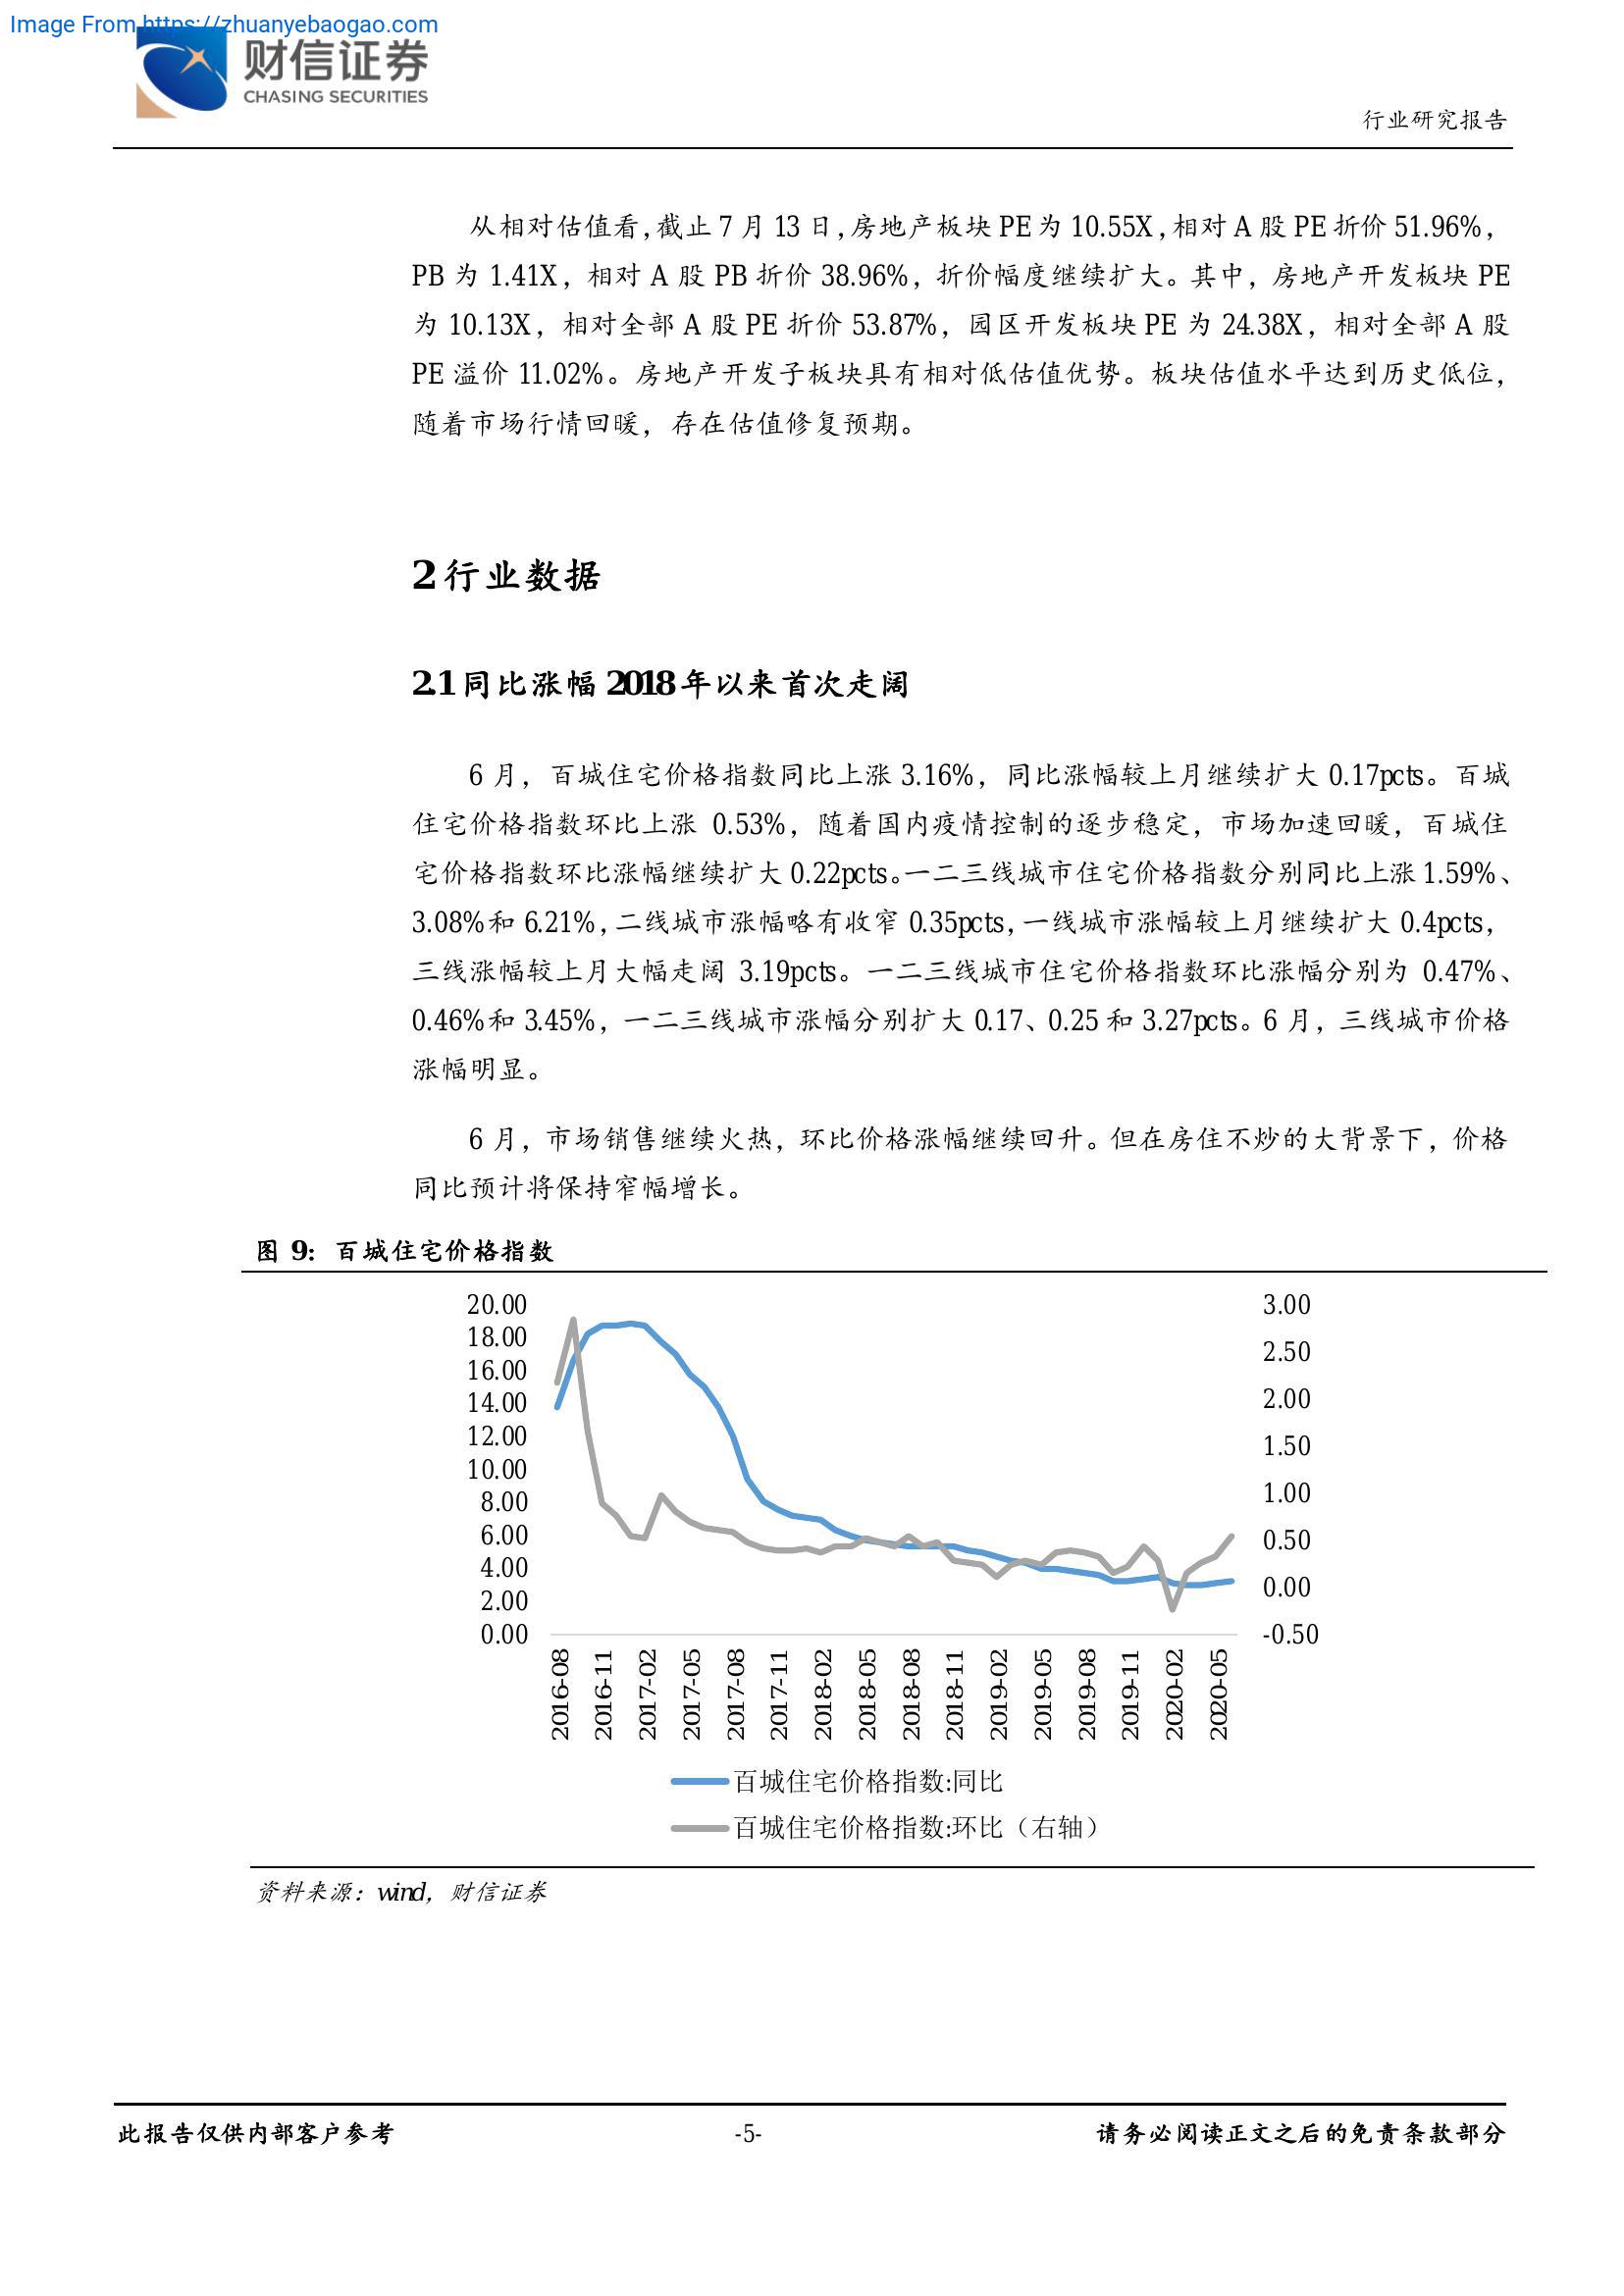 Image From https://zhuanyebaogao.com
财信证券
CHASING SECURITIES
行业研究报告
从相对估值看，截止 7 月 13 日，房地产板块 PE 为 10.55X，相对 A 股 PE 折价 51.96%，
PB 为 1.41X，相对 A 股 PB 折价 38.96%，折价幅度继续扩大。其中，房地产开发板块 PE
为 10.13X，相对全部 A 股 PE 折价 53.87%，园区开发板块 PE 为 24.38X，相对全部 A 股
PE 溢价 11.02%。房地产开发子板块具有相对低估值优势。板块估值水平达到历史低位，
随着市场行情回暖，存在估值修复预期。
2 行业数据
2.1 同比涨幅 2018 年以来首次走阔
6 月，百城住宅价格指数同比上涨 3.16%，同比涨幅较上月继续扩大 0.17pcts。百城
住宅价格指数环比上涨 0.53%，随着国内疫情控制的逐步稳定，市场加速回暖，百城住
宅价格指数环比涨幅继续扩大 0.22pcts。一二三线城市住宅价格指数分别同比上涨 1.59%、
3.08%和 6.21%，二线城市涨幅略有收窄 0.35pcts，一线城市涨幅较上月继续扩大 0.4pcts，
三线涨幅较上月大幅走阔 3.19pcts。一二三线城市住宅价格指数环比涨幅分别为 0.47%、
0.46%和 3.45%，一二三线城市涨幅分别扩大 0.17、0.25 和 3.27pcts。6 月，三线城市价格
涨幅明显。
6 月，市场销售继续火热，环比价格涨幅继续回升。但在房住不炒的大背景下，价格
同比预计将保持窄幅增长。
图 9：百城住宅价格指数
20.00
18.00
16.00
14.00
12.00
10.00
8.00
6.00
4.00
2.00
0.00
3.00
2.50
2.00
1.50
1.00
0.50
0.00
-0.50
2016-08
2016-11
2017-02
2017-05
2017-08
2017-11
2018-02
2018-05
2018-08
2018-11
2019-02
2019-05
2019-08
2019-11
2020-02
2020-05
百城住宅价格指数:同比
百城住宅价格指数:环比（右轴）
资料来源：wind，财信证券
此报告仅供内部客户参考
-5-
请务必阅读正文之后的免责条款部分